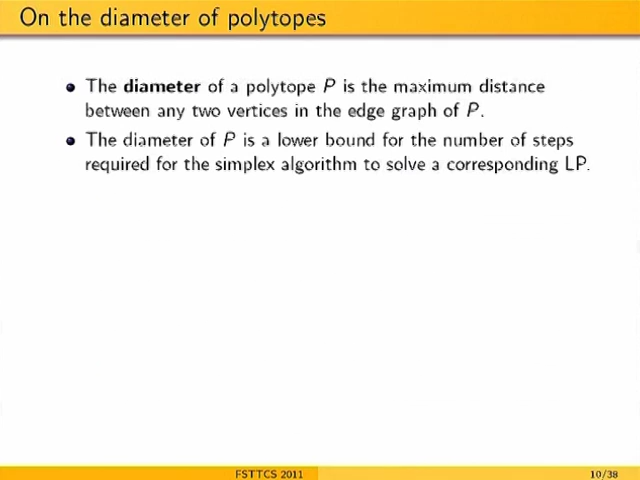 On the diameter of polytopes
The diameter of a polytope P is the maximum distance
between any two vertices in the edge graph of P.
The diameter of P is a lower bound for the number of steps
required for the simplex algorithm to solve a corresponding LP.
FSTTCS 2011
10/38